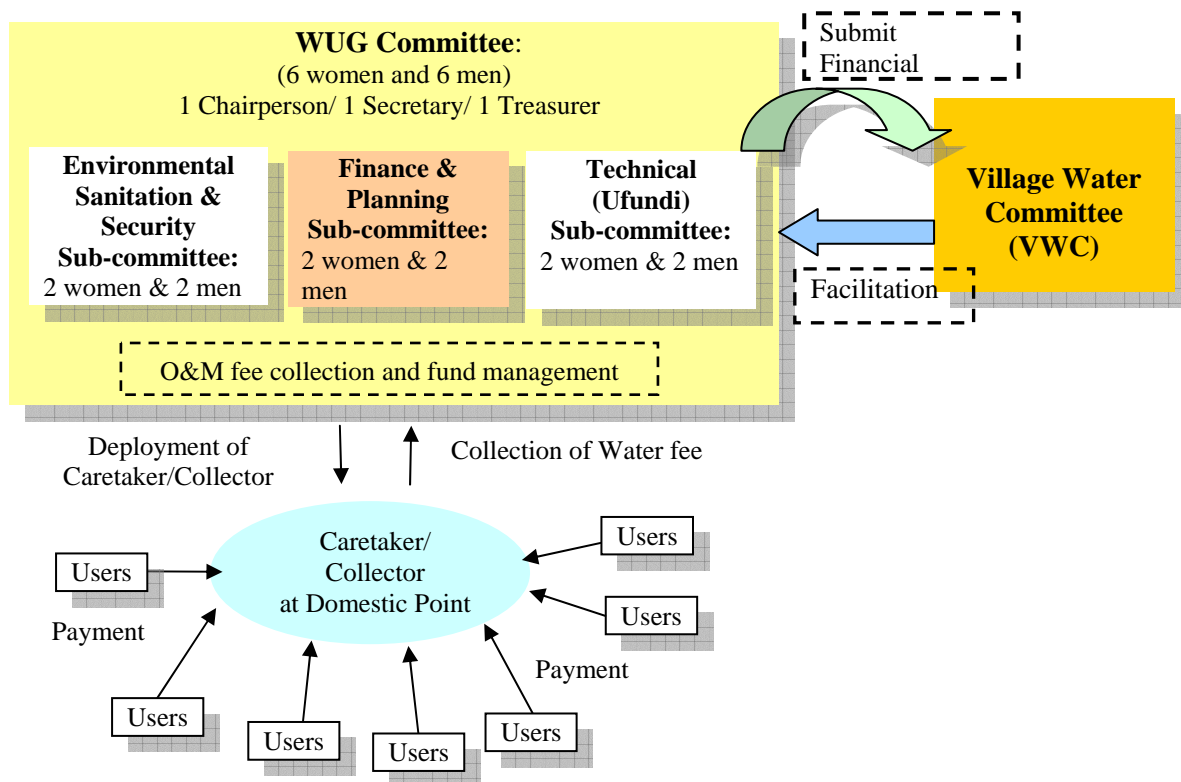 WUG Committee:
(6 women and 6 men)
1 Chairperson/ 1 Secretary/ 1 Treasurer
Environmental
Sanitation &
Security
Sub-committee:
2 women & 2 men
Finance &
Planning
Sub-committee:
2 women & 2
men
Technical
(Ufundi)
Sub-committee:
2 women & 2 men
O&M fee collection and fund management
Submit
Financial
Village Water
Committee
(VWC)
Facilitation
Deployment of
Caretaker/Collector
Collection of Water fee
Caretaker/
Collector
at Domestic Point
Users
Users
Users
Payment
Payment
Users
Users
Users
Users
Users